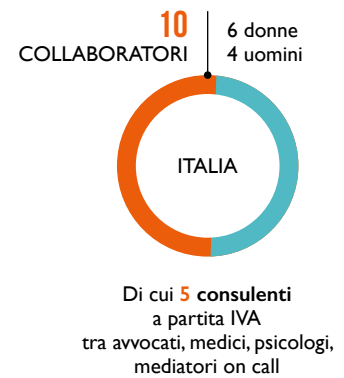 10
COLLABORATORI
6 donne
4 uomini
ITALIA
Di cui 5 consulenti
a partita IVA
tra avvocati, medici, psicologi,
mediatori on call